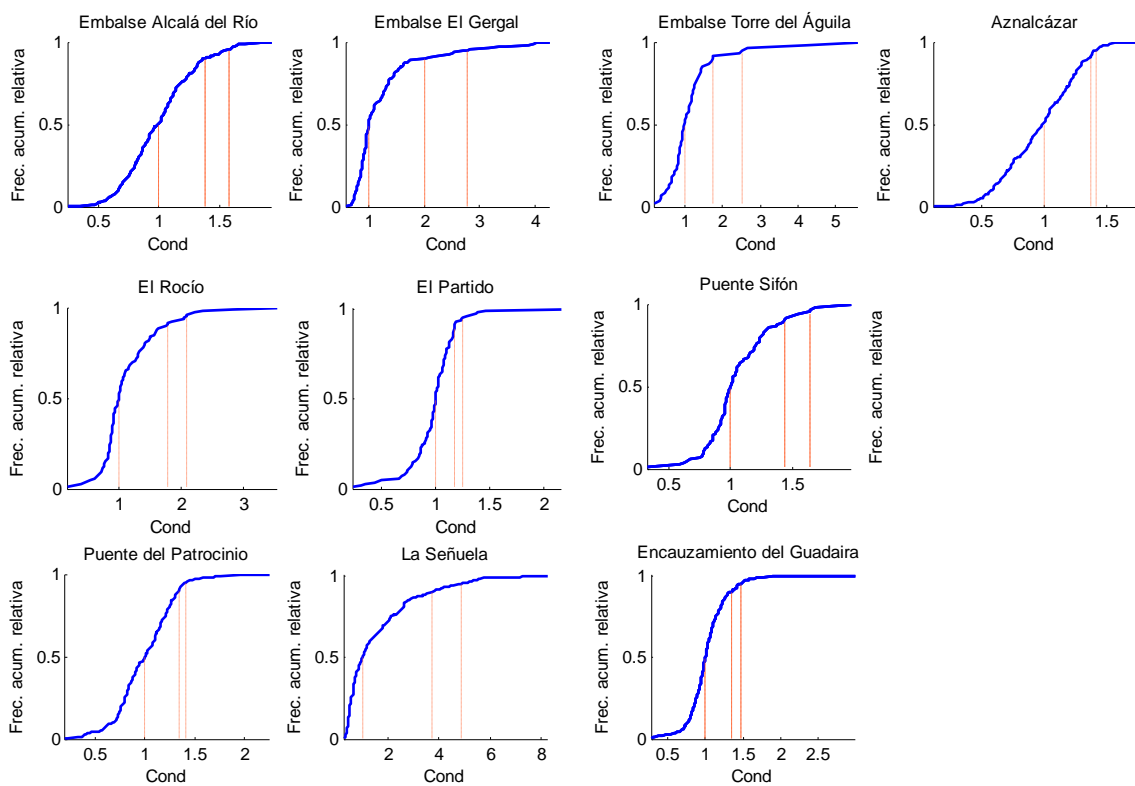 Embalse Alcalá del Río
Frec. acum. relativa
1
0.5
0
0.5
1
1.5
Cond
Embalse El Gergal
Frec. acum. relativa
1
0.5
0
1
2
3
4
Cond
Embalse Torre del Águila
Frec. acum. relativa
1
0.5
0
1
2
3
4
5
Cond
Aznalcázar
Frec. acum. relativa
1
0.5
0
0.5
1
1.5
Cond
El Rocío
Frec. acum. relativa
1
0.5
0
1
2
3
Cond
El Partido
Frec. acum. relativa
1
0.5
0
0.5
1
1.5
2
Cond
Puente Sifón
Frec. acum. relativa
1
0.5
0
0.5
1
1.5
Cond
Frec. acum. relativa
Puente del Patrocinio
Frec. acum. relativa
1
0.5
0
0.5
1
1.5
2
Cond
La Señuela
Frec. acum. relativa
1
0.5
0
2
4
6
8
Cond
Encauzamiento del Guadaira
Frec. acum. relativa
1
0.5
0
0.5
1
1.5
2
2.5
Cond